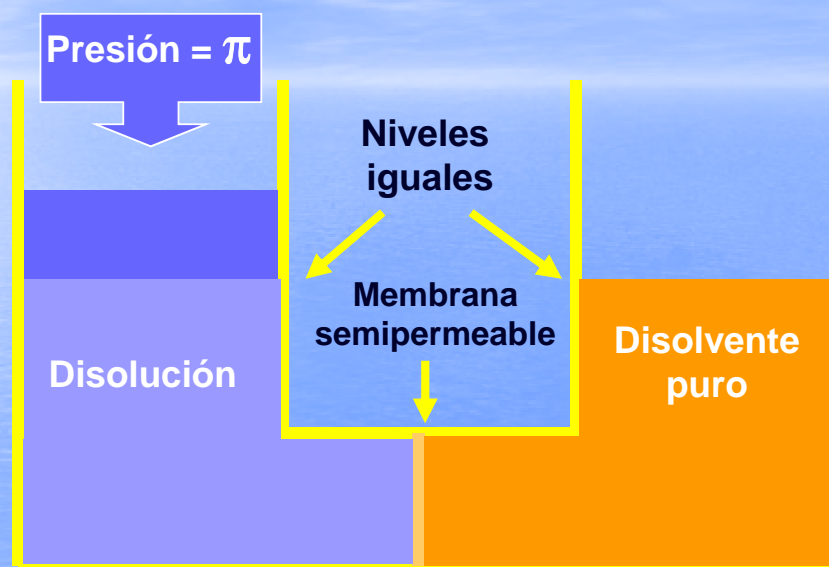 Presión = π
Niveles
iguales
Membrana
semipermeable
Disolución
Disolvente
puro